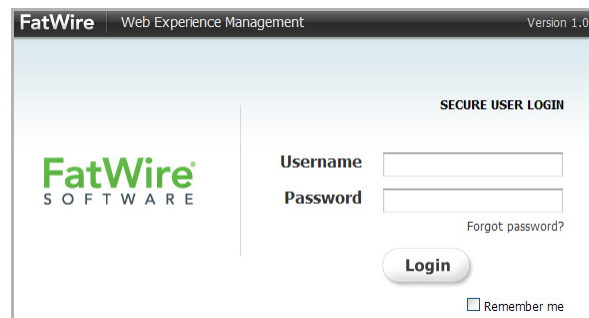 FatWire Web Experience Management Version 1.0
SECURE USER LOGIN
FatWire®
SOFTWARE
Username
Password
Forgot password?
Login
Remember me